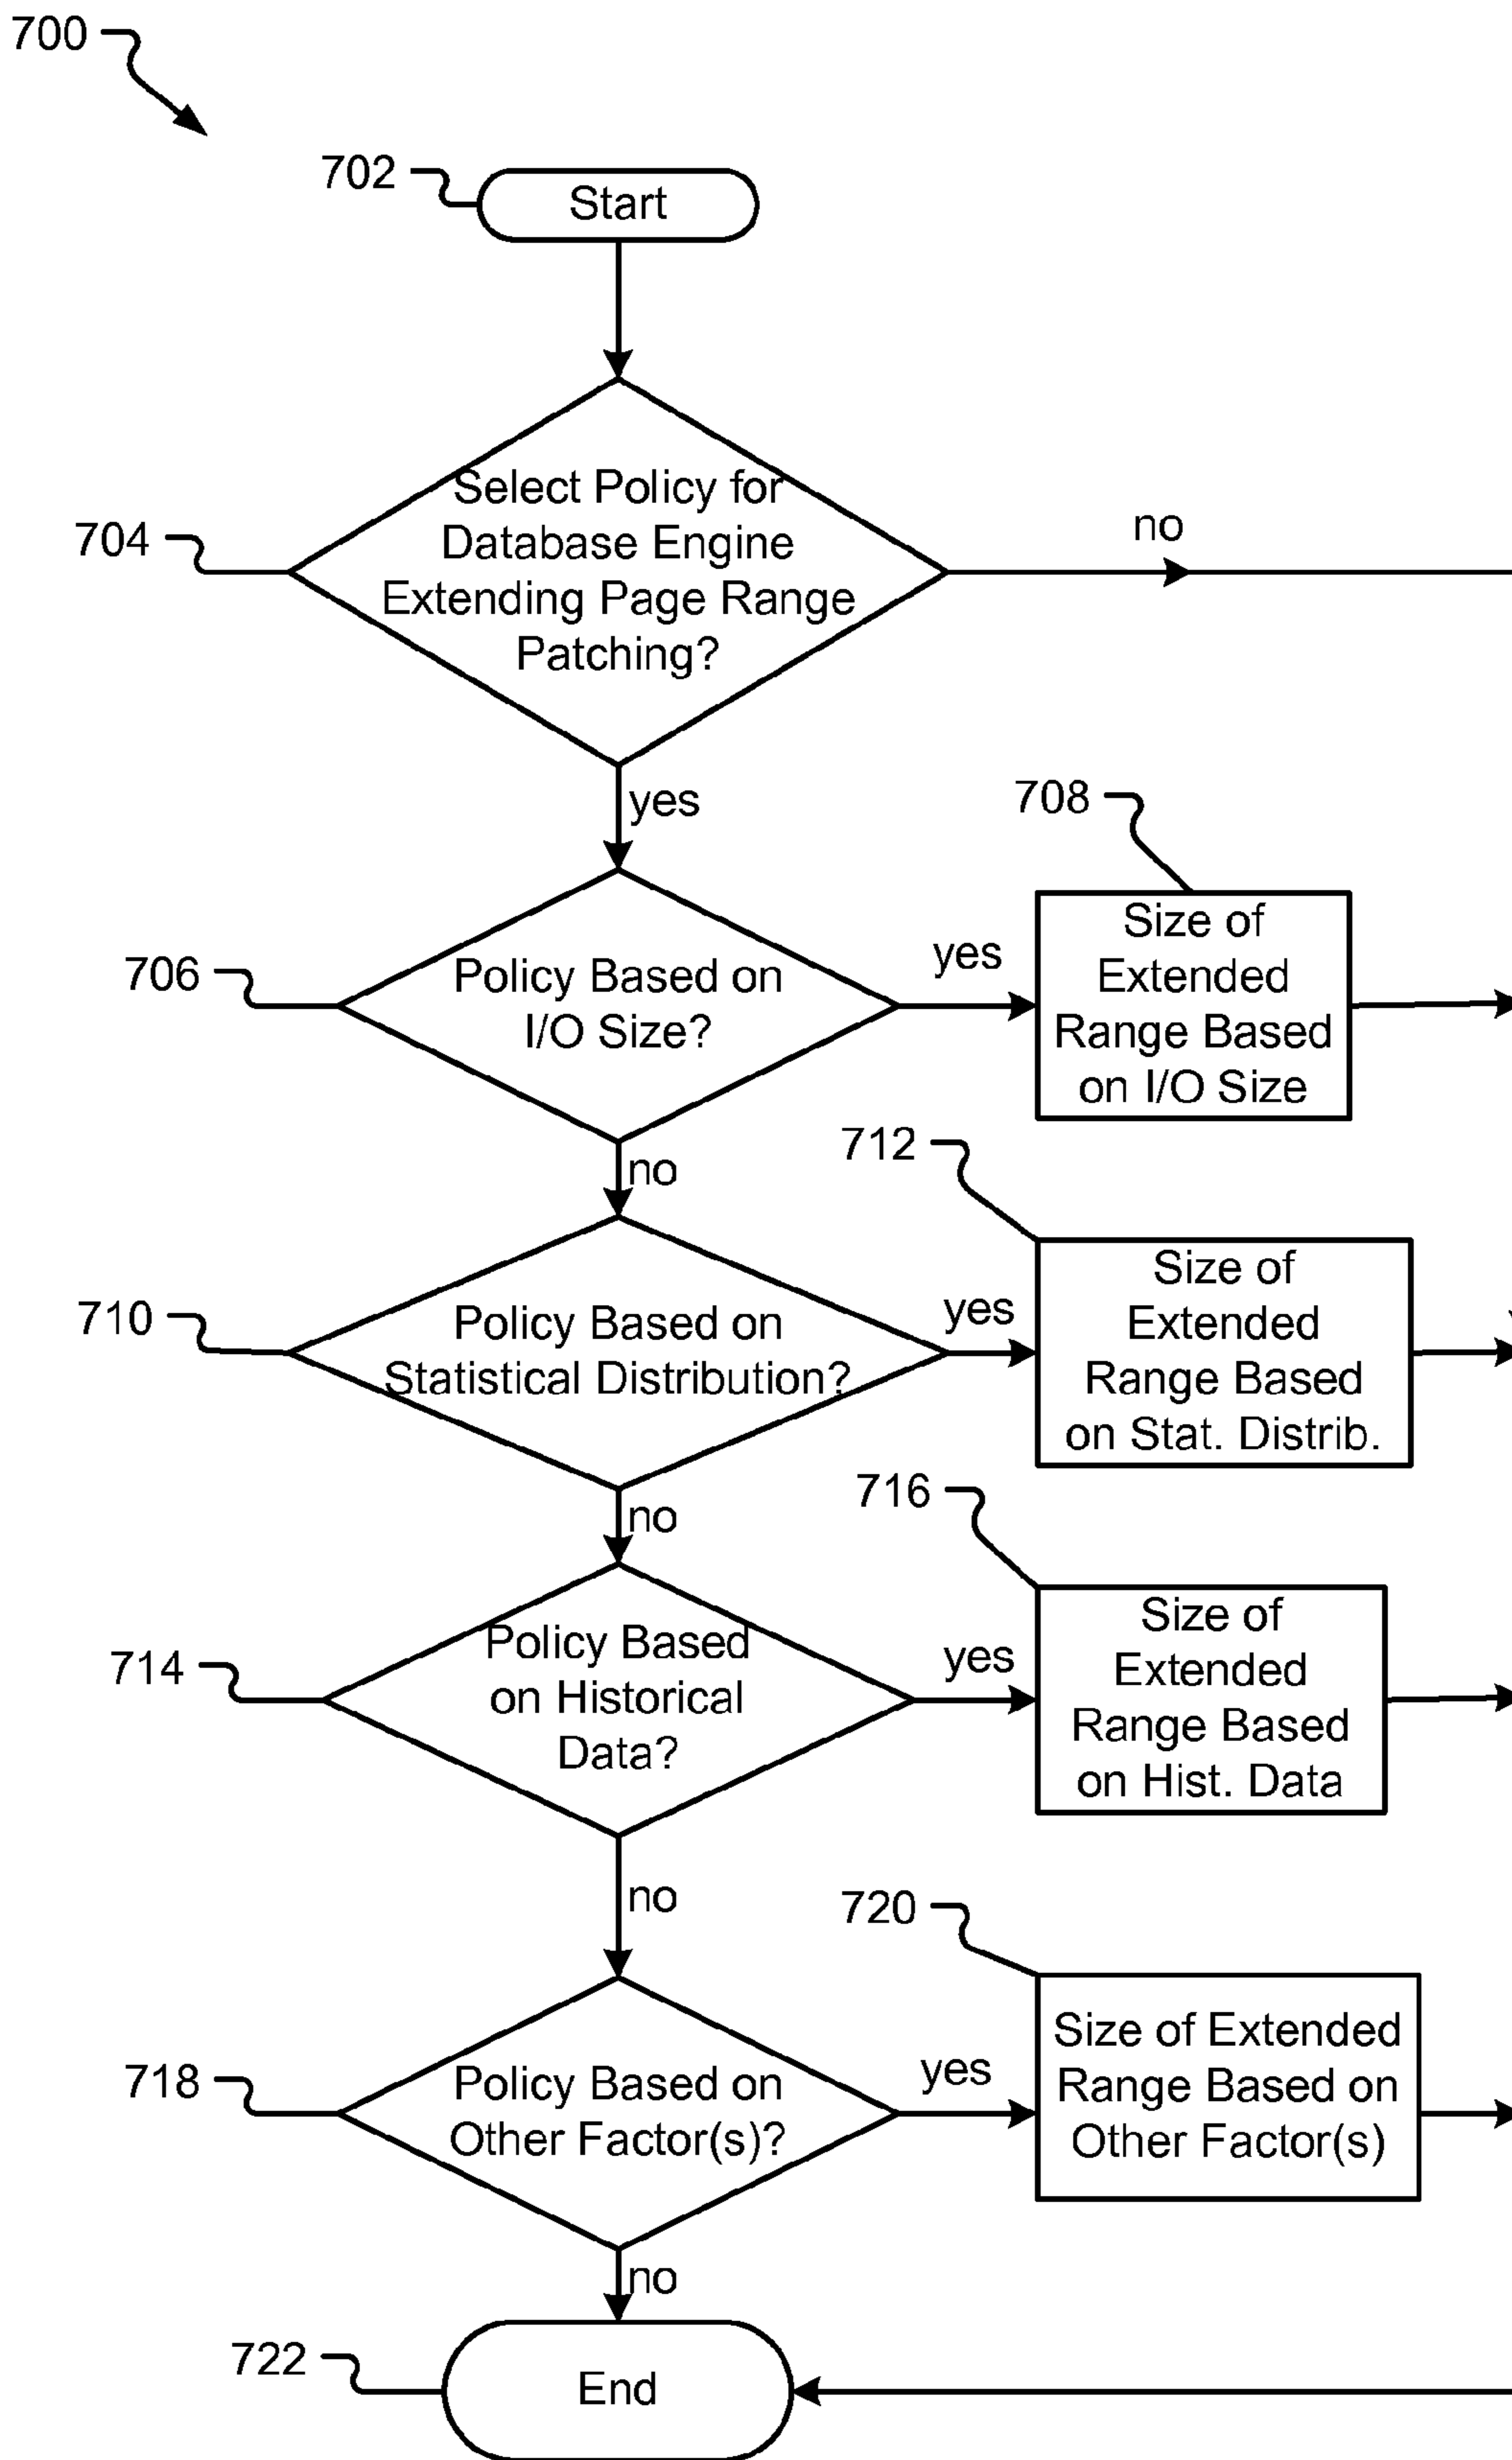 700
702
Start
704
Select Policy for
Database Engine
Extending Page Range
Patching?
no
yes
708
706
Policy Based on
I/O Size?
yes
Size of
Extended
Range Based
on I/O Size
no
712
710
Policy Based on
Statistical Distribution?
yes
Size of
Extended
Range Based
on Stat. Distrib.
no
716
714
Policy Based
on Historical
Data?
yes
Size of
Extended
Range Based
on Hist. Data
no
720
718
Policy Based on
Other Factor(s)?
yes
Size of Extended
Range Based on
Other Factor(s)
no
722
End